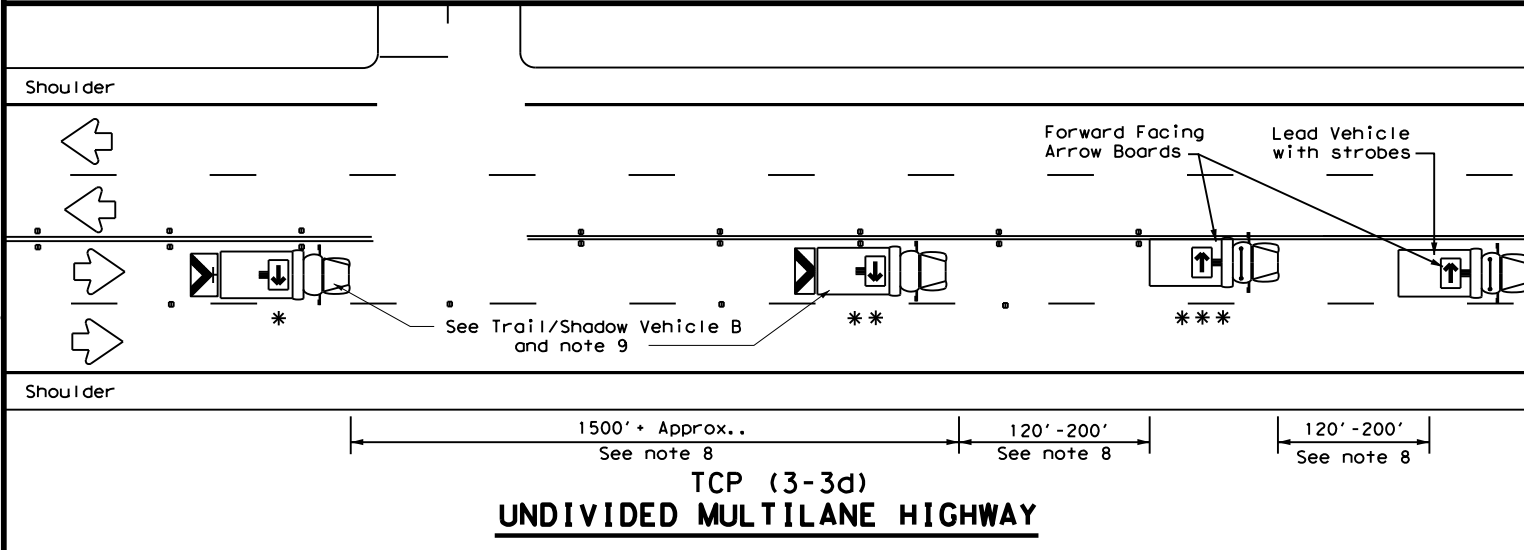 Shoulder
Forward Facing
Arrow Boards
Lead Vehicle
with strobes
*
**
***
See Trail/Shadow Vehicle B
and note 9
Shoulder
1500'+ Approx..
See note 8
120'-200'
See note 8
120'-200'
See note 8
TCP (3-3d)
UNDIVIDED MULTILANE HIGHWAY